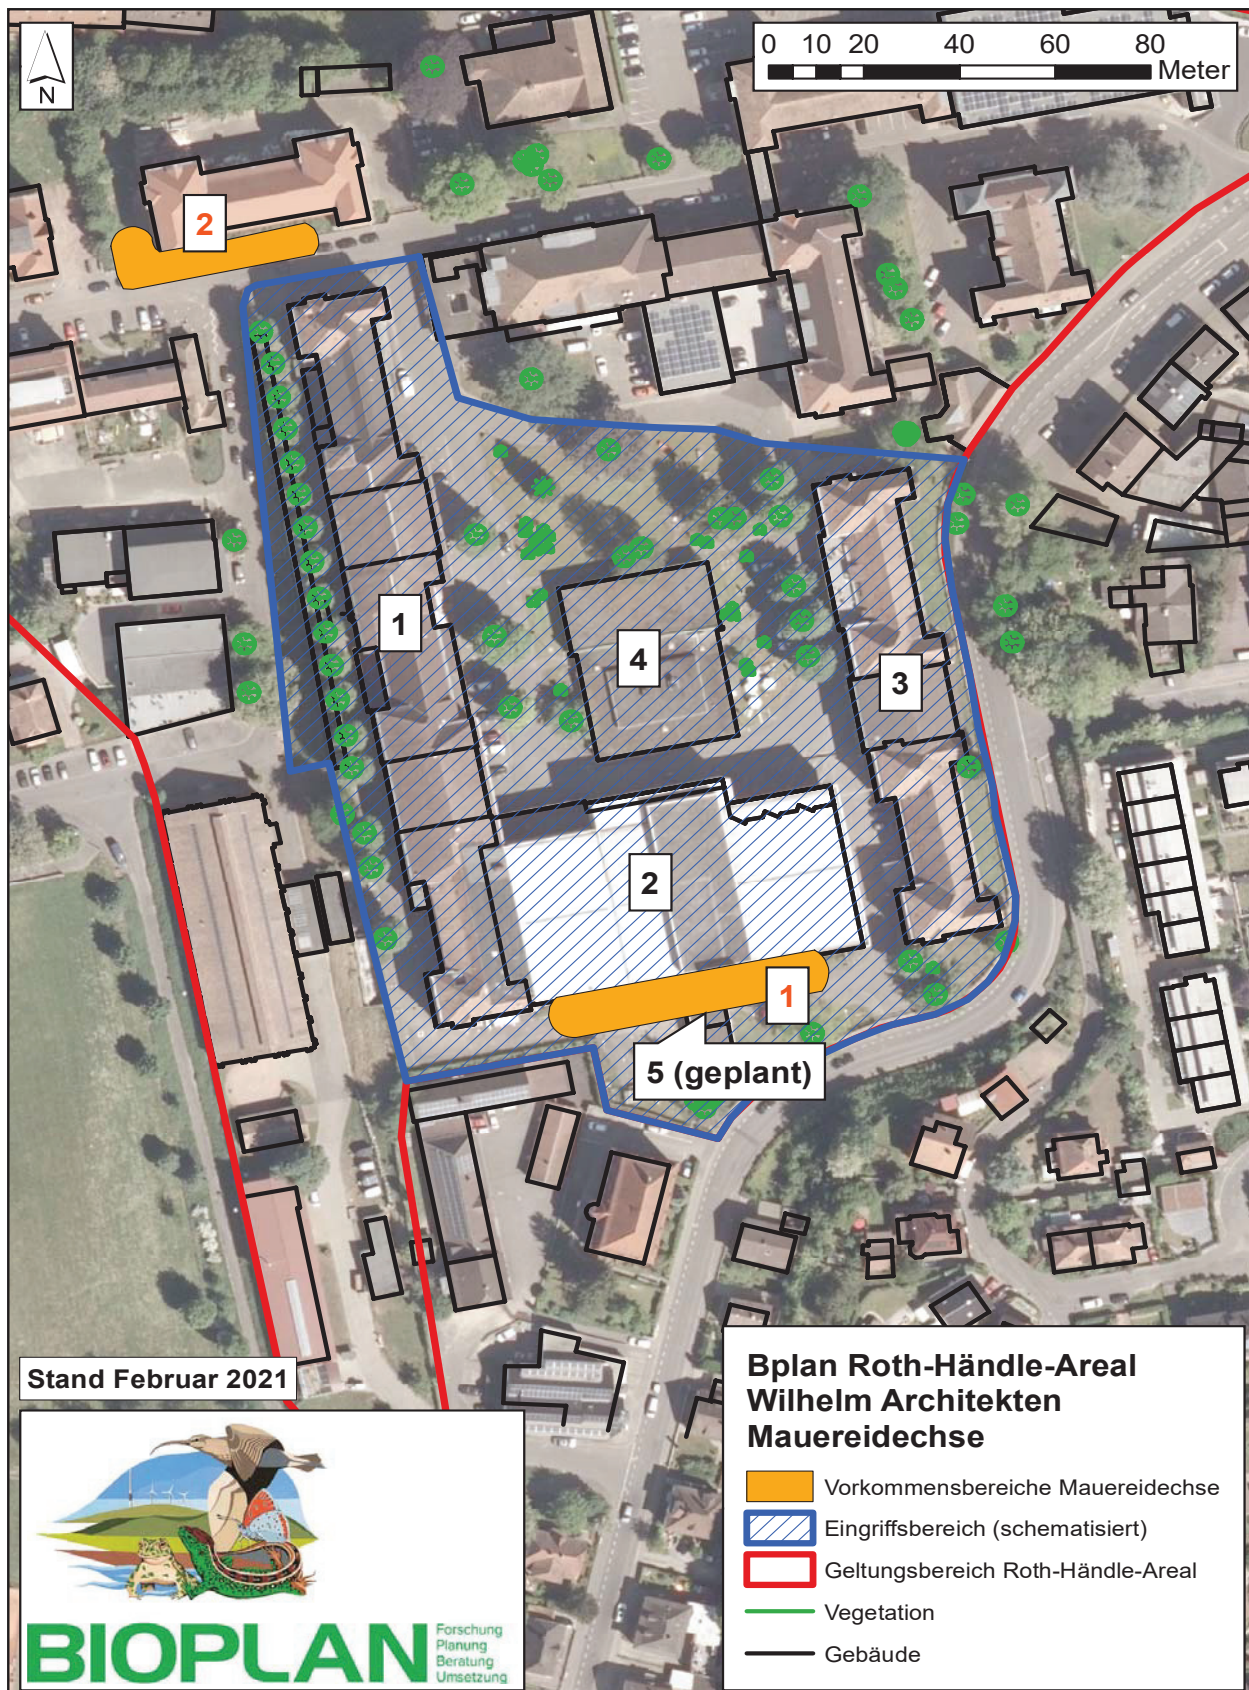 N
0 10 20 40 60 80
Meter
2
1
4
3
2
1
5 (geplant)
Stand Februar 2021
Bplan Roth-Händle-Areal
Wilhelm Architekten
Mauereidechse
Vorkommensbereiche Mauereidechse
Eingriffsbereich (schematisiert)
Geltungsbereich Roth-Händle-Areal
Vegetation
Gebäude
BIOPLAN
Forschung
Planung
Beratung
Umsetzung